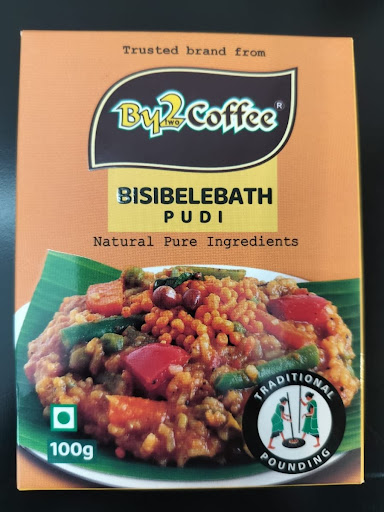 Trusted brand from
By2Coffee®
TWO
BISIBELEBATH
PUDI
Natural Pure Ingredients
TRADITIONAL
POUNDING
100g